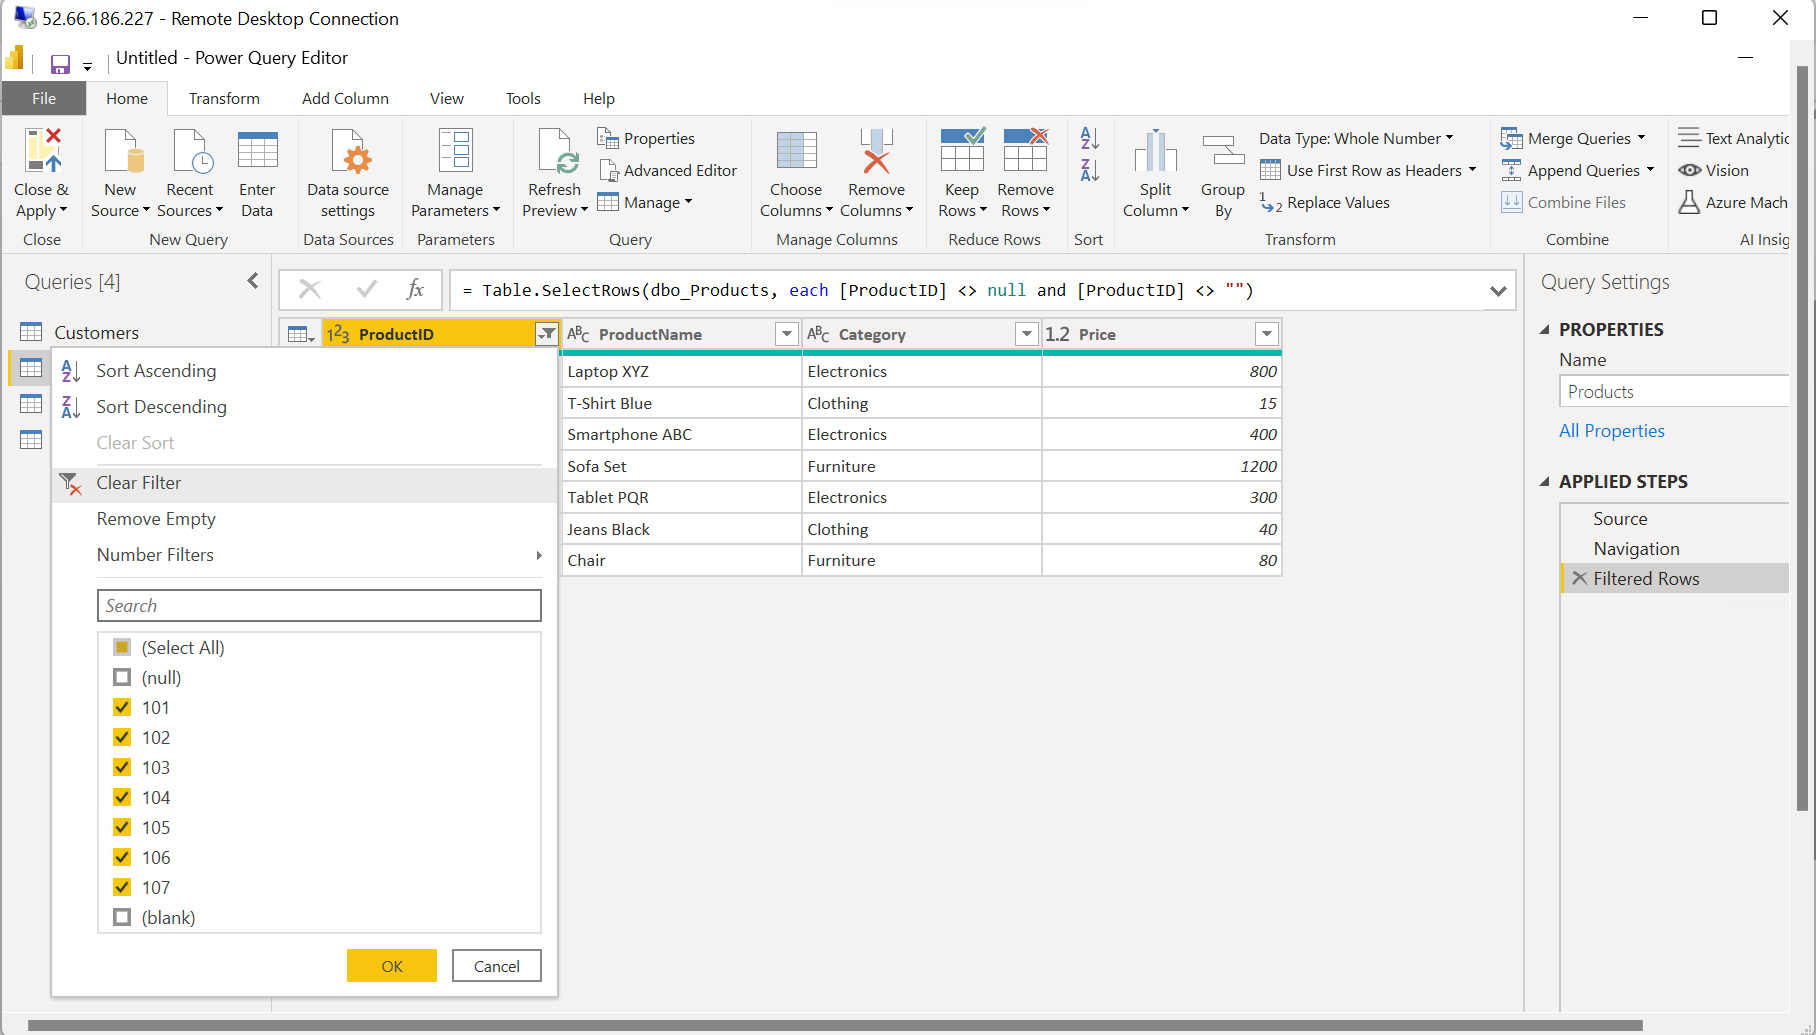 52.66.186.227 - Remote Desktop Connection
Untitled - Power Query Editor
File Home Transform Add Column View Tools Help
Close & Apply
Close
New Source
Recent Sources
Enter Data
New Query
Data source settings
Data Sources
Manage Parameters
Parameters
Refresh Preview
Properties
Advanced Editor
Manage
Query
Choose Columns
Remove Columns
Manage Columns
Keep Rows
Remove Rows
Reduce Rows
A Z
Z A
Sort
Split Column
Group By
Data Type: Whole Number
Use First Row as Headers
1 2 Replace Values
Transform
Merge Queries
Append Queries
Combine Files
Combine
Text Analytic
Vision
Azure Mach
AI Insig
Queries [4]
fx = Table.SelectRows(dbo_Products, each [ProductID] <> null and [ProductID] <> "")
Customers
123 ProductID ABC ProductName ABC Category 1.2 Price
Laptop XYZ Electronics 800
T-Shirt Blue Clothing 15
Smartphone ABC Electronics 400
Sofa Set Furniture 1200
Tablet PQR Electronics 300
Jeans Black Clothing 40
Chair Furniture 80
A Z Sort Ascending
Z A Sort Descending
Clear Sort
Clear Filter
Remove Empty
Number Filters
Search
(Select All)
(null)
101
102
103
104
105
106
107
(blank)
OK Cancel
Query Settings
PROPERTIES
Name
Products
All Properties
APPLIED STEPS
Source
Navigation
Filtered Rows